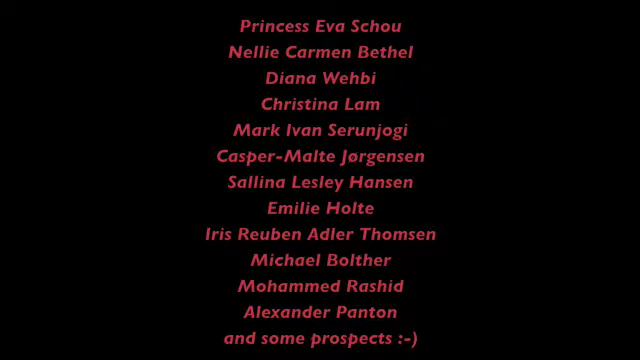 Princess Eva Schou
Nellie Carmen Bethel
Diana Wehbi
Christina Lam
Mark Ivan Serunjogi
Casper-Malte Jørgensen
Sallina Lesley Hansen
Emilie Holte
Iris Reuben Adler Thomsen
Michael Bolther
Mohammed Rashid
Alexander Panton
and some prospects :-)